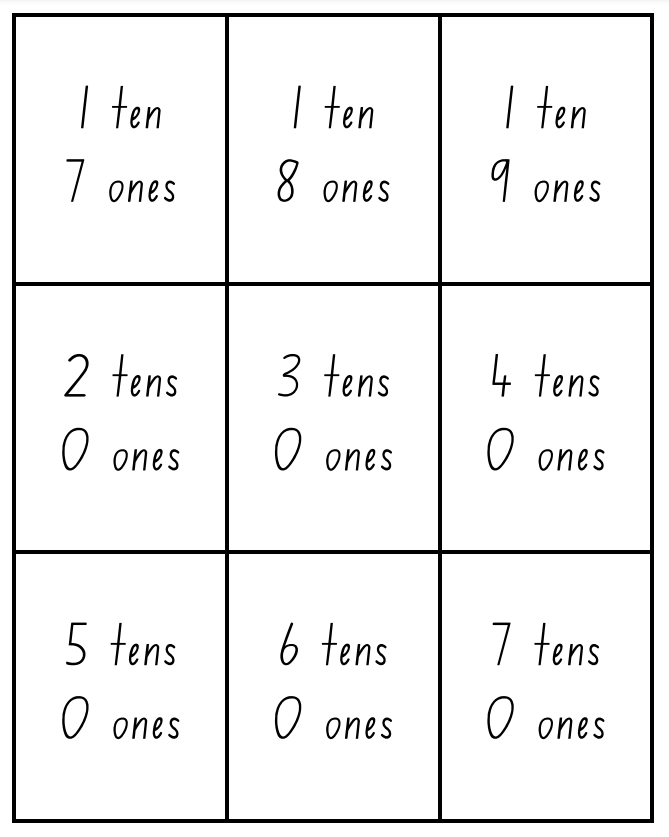 1 ten
7 ones
1 ten
8 ones
1 ten
9 ones
2 tens
0 ones
3 tens
0 ones
4 tens
0 ones
5 tens
0 ones
6 tens
0 ones
7 tens
0 ones